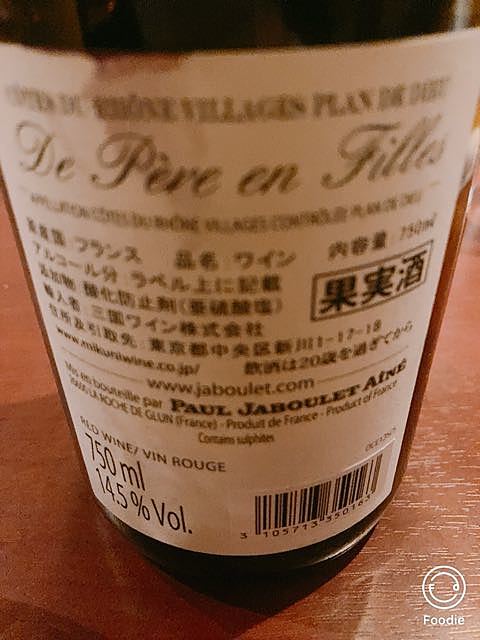 CÔTES DU RHÔNE VILLAGES PLAN DE DIEU
De Père en Filles
APPELLATION CÔTES DU RHÔNE VILLAGES CONTRÔLÉE PLAN DE DIEU
原産国:フランス 品名:ワイン 内容量:750ml
アルコール分:ラベル上に記載
添加物:酸化防止剤(亜硫酸塩)
果実酒
輸入者:三国ワイン株式会社
住所及引取先:東京都中央区新川1-17-18
www.mikuniwine.co.jp/ 飲酒は20歳を過ぎてから
www.jaboulet.com
Mis en bouteille par PAUL JABOULET AÎNÉ
26600 LA ROCHE DE GLUN (France) - Produit de France - Product of France
Contains sulphites
RED WINE/ VIN ROUGE
750 ml
14.5% Vol.
3 105713 350163
Foodie